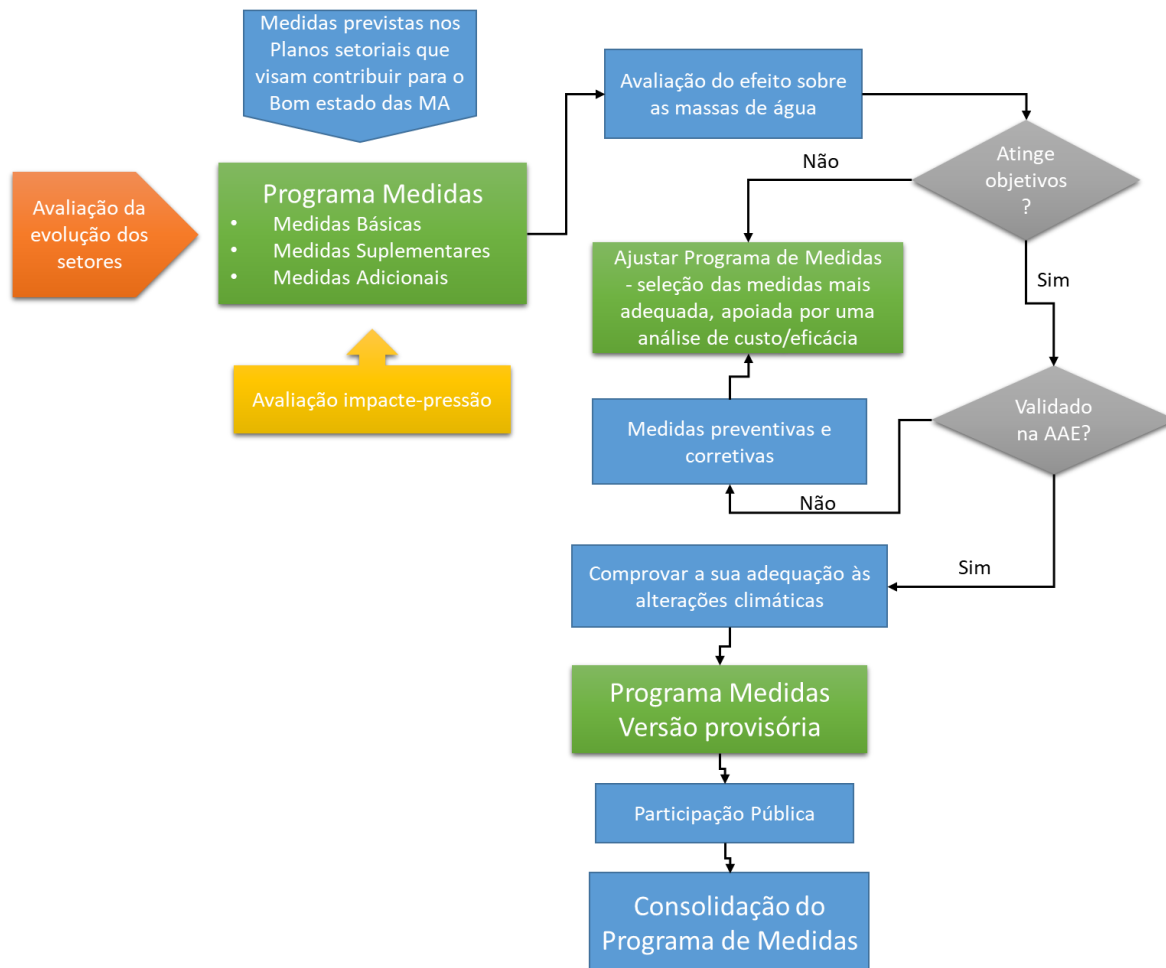 Medidas previstas nos
Planos setoriais que
visam contribuir para o
Bom estado das MA
Avaliação do efeito sobre
as massas de água
Atinge
objetivos
?
Não
Sim
Avaliação da
evolução dos
setores
Programa Medidas
• Medidas Básicas
• Medidas Suplementares
• Medidas Adicionais
Ajustar Programa de Medidas
- seleção das medidas mais
adequada, apoiada por uma
análise de custo/eficácia
Avaliação impacte-pressão
Medidas preventivas e
corretivas
Validado
na AAE?
Não
Sim
Comprovar a sua adequação às
alterações climáticas
Programa Medidas
Versão provisória
Participação Pública
Consolidação do
Programa de Medidas